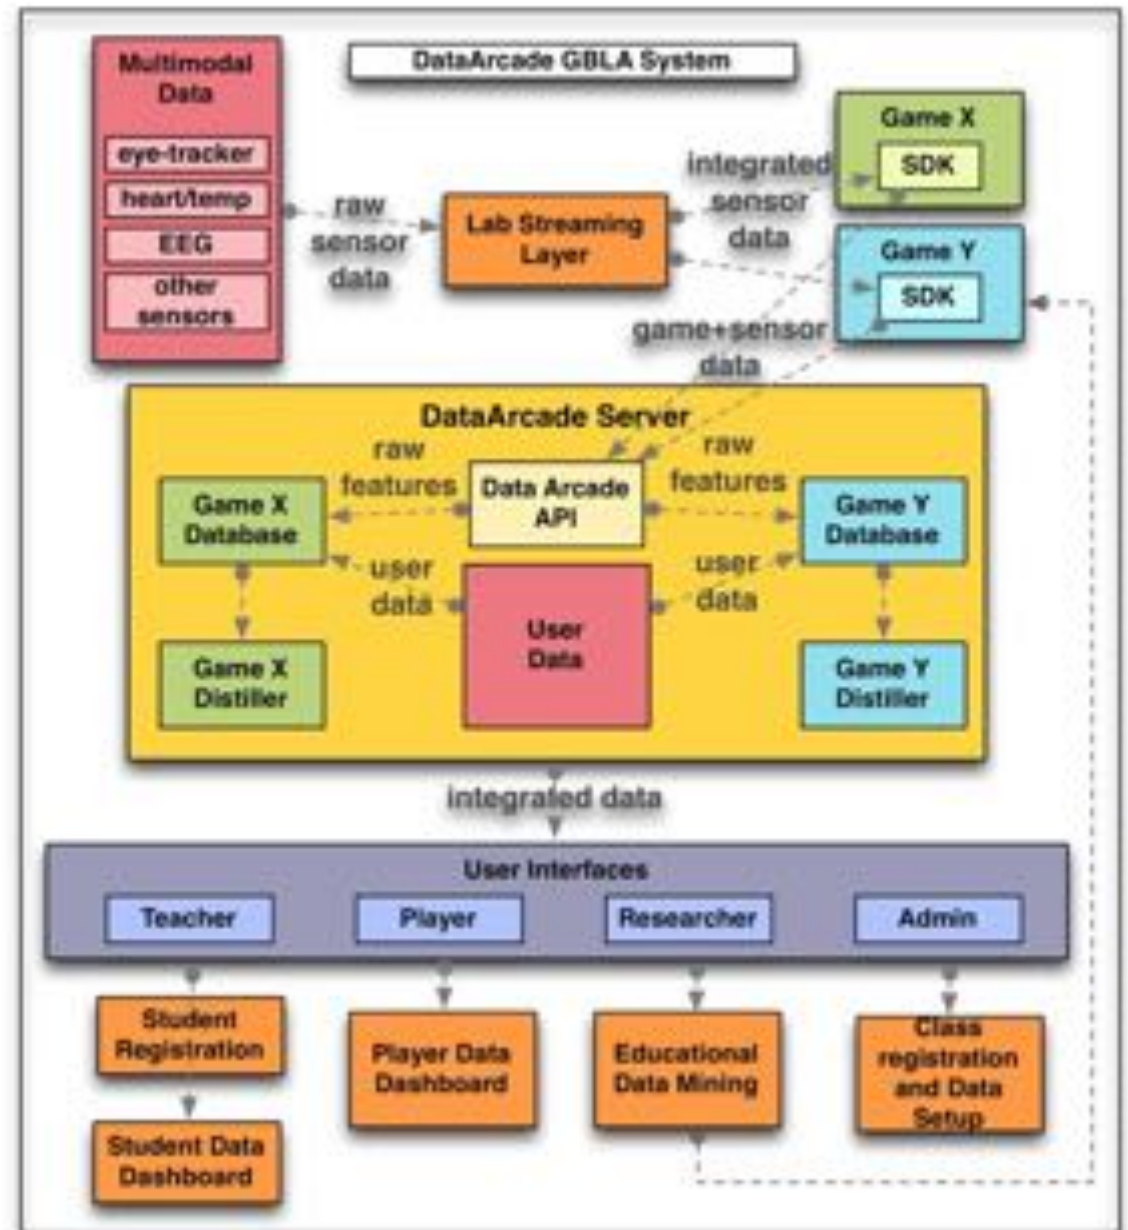 DataArcade GBLA System
Multimodal
Data
eye-tracker
heart/temp
EEG
other
sensors
raw
sensor
data
Lab Streaming
Layer
integrated
sensor
data
Game X
SDK
Game Y
SDK
game+sensor
data
DataArcade Server
raw
features
Data Arcade
API
raw
features
Game X
Database
Game Y
Database
user
data
user
data
User
Data
Game X
Distiller
Game Y
Distiller
integrated data
User Interfaces
Teacher
Player
Researcher
Admin
Student
Registration
Student Data
Dashboard
Player Data
Dashboard
Educational
Data Mining
Class
registration
and Data
Setup